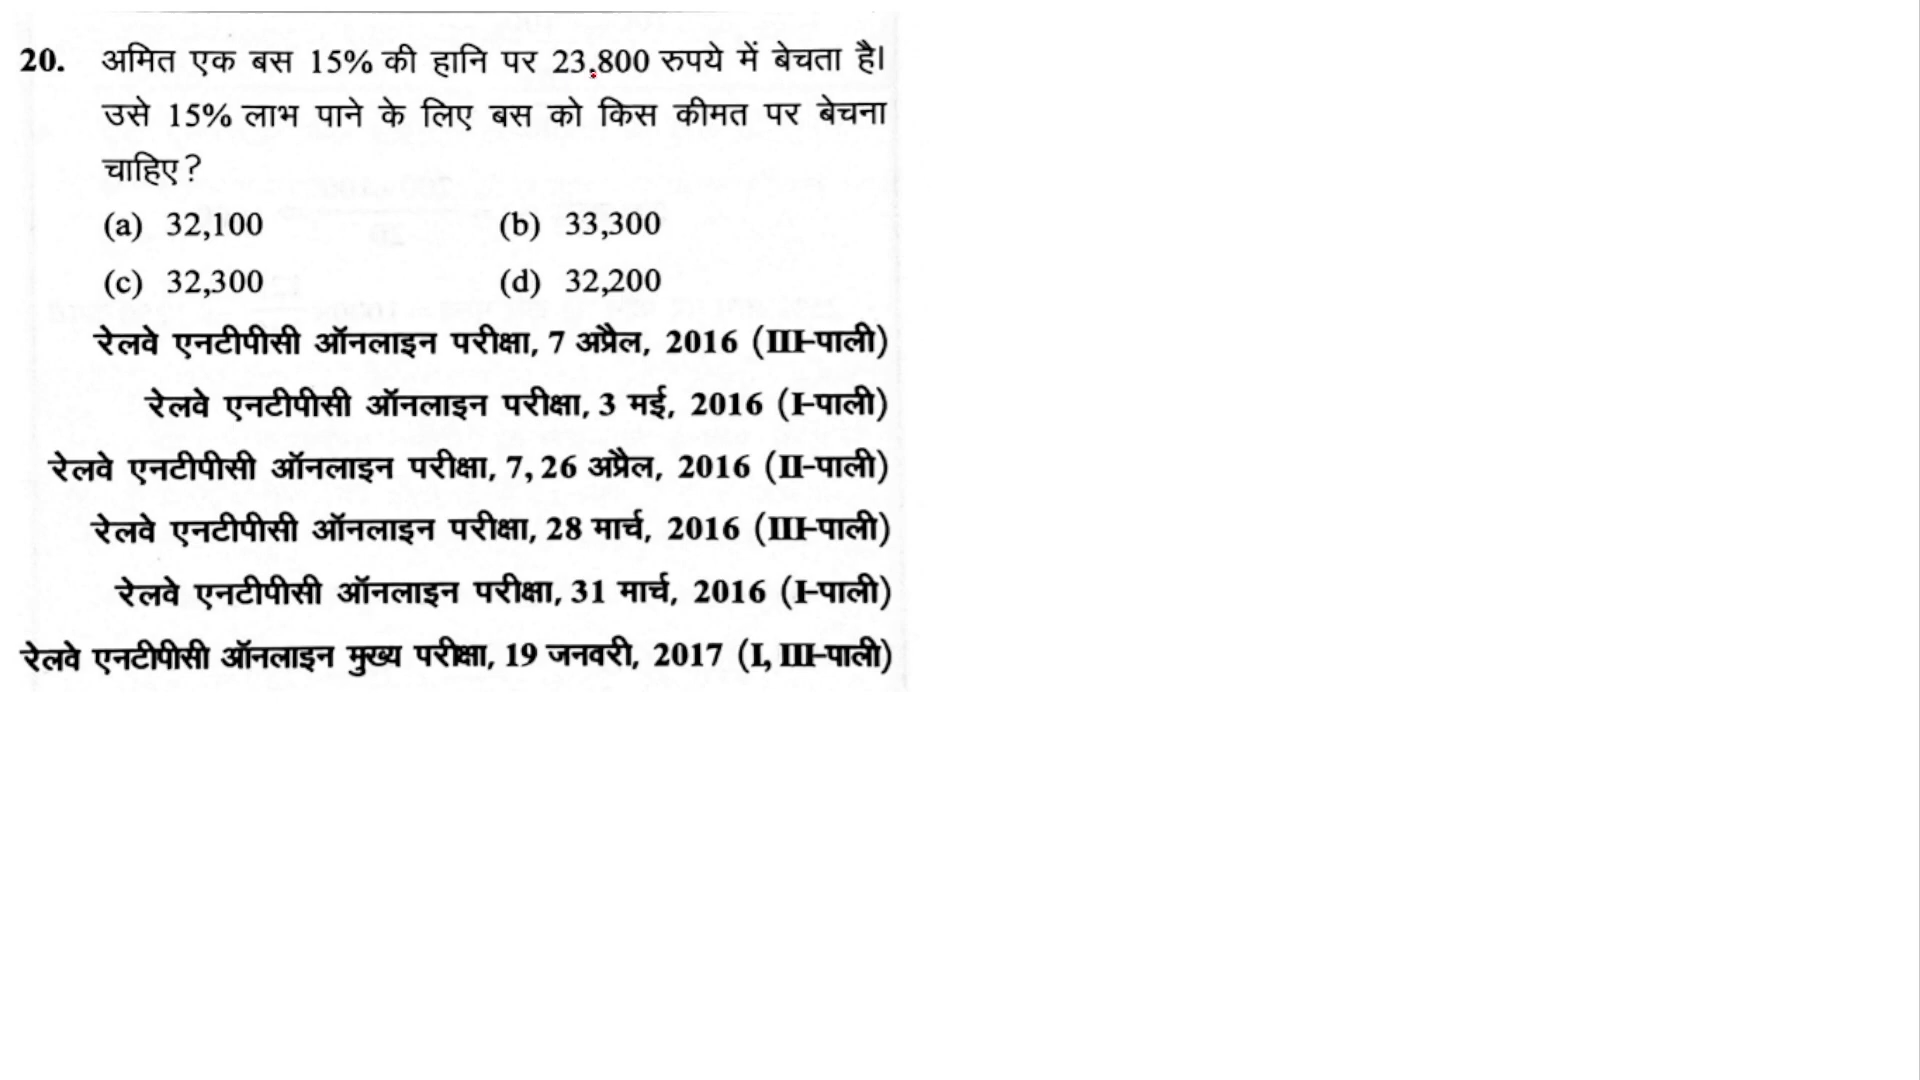 20. अमित एक बस 15% की हानि पर 23,800 रुपये में बेचता है।
उसे 15% लाभ पाने के लिए बस को किस कीमत पर बेचना
चाहिए?
(a) 32,100 (b) 33,300
(c) 32,300 (d) 32,200
रेलवे एनटीपीसी ऑनलाइन परीक्षा, 7 अप्रैल, 2016 (III-पाली)
रेलवे एनटीपीसी ऑनलाइन परीक्षा, 3 मई, 2016 (I-पाली)
रेलवे एनटीपीसी ऑनलाइन परीक्षा, 7, 26 अप्रैल, 2016 (II-पाली)
रेलवे एनटीपीसी ऑनलाइन परीक्षा, 28 मार्च, 2016 (III-पाली)
रेलवे एनटीपीसी ऑनलाइन परीक्षा, 31 मार्च, 2016 (I-पाली)
रेलवे एनटीपीसी ऑनलाइन मुख्य परीक्षा, 19 जनवरी, 2017 (I, III-पाली)